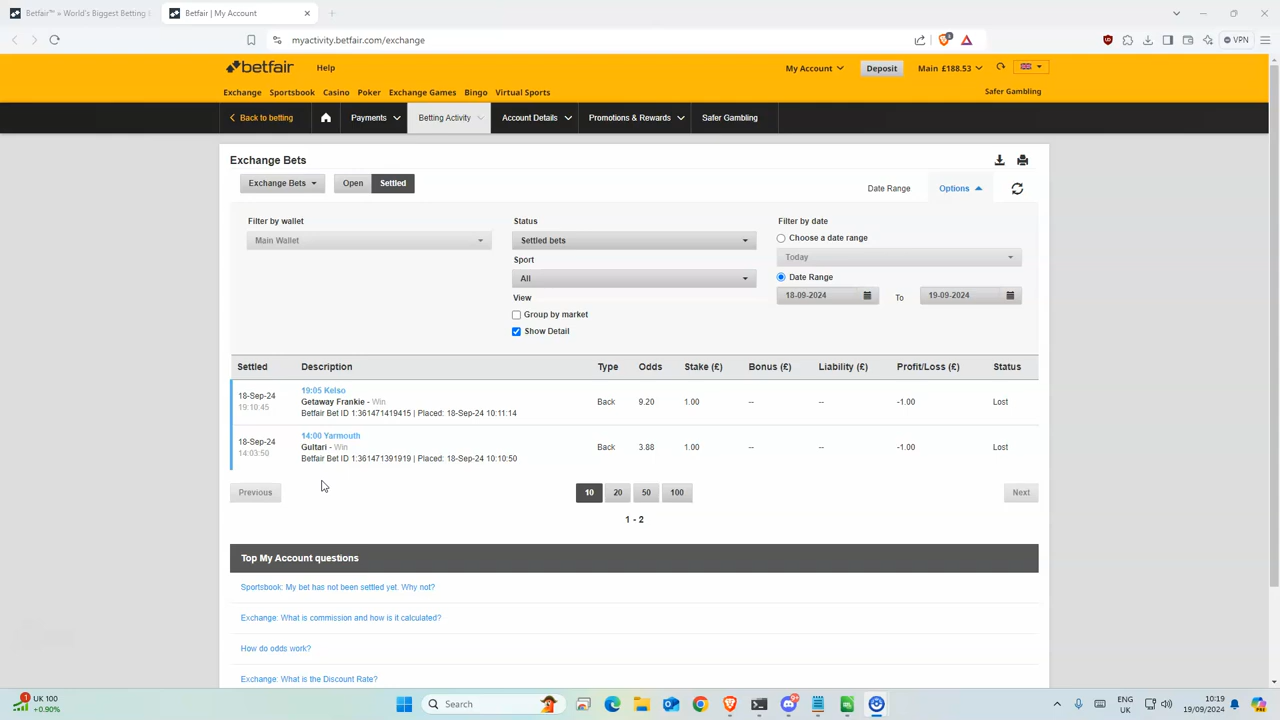 Betfair™ » World's Biggest Betting
Betfair | My Account
myactivity.betfair.com/exchange
VPN
betfair
Help
My Account
Deposit
Main £188.53
Exchange
Sportsbook
Casino
Poker
Exchange Games
Bingo
Virtual Sports
Safer Gambling
Back to betting
Payments
Betting Activity
Account Details
Promotions & Rewards
Safer Gambling
Exchange Bets
Exchange Bets
Open
Settled
Date Range
Options
Filter by wallet
Main Wallet
Status
Settled bets
Sport
All
View
Group by market
Show Detail
Filter by date
Choose a date range
Today
Date Range
18-09-2024
To
19-09-2024
Settled Description Type Odds Stake (£) Bonus (£) Liability (£) Profit/Loss (£) Status
18-Sep-24
19:10:45
19:05 Kelso
Getaway Frankie - Win
Betfair Bet ID 1:361471419415 | Placed: 18-Sep-24 10:11:14
Back 9.20 1.00 -- -- -1.00 Lost
18-Sep-24
14:03:50
14:00 Yarmouth
Gultari - Win
Betfair Bet ID 1:361471391919 | Placed: 18-Sep-24 10:10:50
Back 3.88 1.00 -- -- -1.00 Lost
Previous
10 20 50 100
Next
1 - 2
Top My Account questions
Sportsbook: My bet has not been settled yet. Why not?
Exchange: What is commission and how is it calculated?
How do odds work?
Exchange: What is the Discount Rate?
UK 100
+0.90%
Search
ENG
UK
10:19
19/09/2024